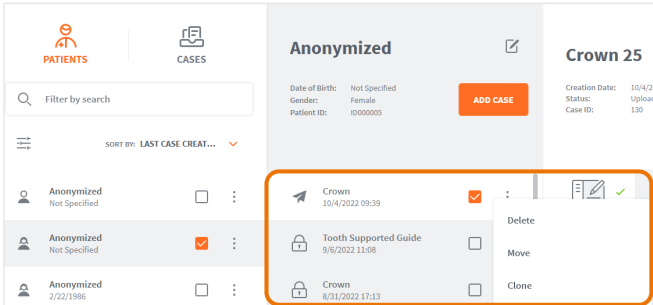 PATIENTS
CASES
Filter by search
SORT BY: LAST CASE CREAT...
Anonymized
Not Specified
Anonymized
Not Specified
Anonymized
2/22/1986
Anonymized
Date of Birth: Not Specified
Gender: Female
Patient ID: ID000005
ADD CASE
Crown
10/4/2022 09:39
Tooth Supported Guide
9/6/2022 11:08
Crown
8/31/2022 17:13
Delete
Move
Clone
Crown 25
Creation Date: 10/4/2
Status: Upload
Case ID: 130